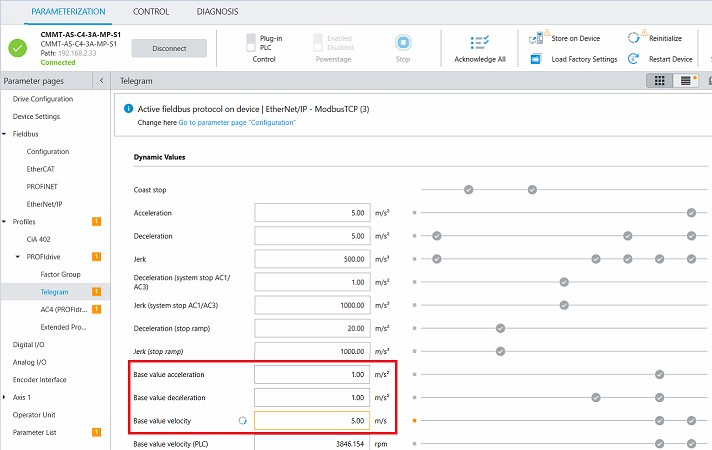 PARAMETERIZATION CONTROL DIAGNOSIS
CMMT-AS-C4-3A-MP-S1
CMMT-AS-C4-3A-MP-S1
Path: 192.168.2.33
Connected
Disconnect
Plug-in
PLC
Control
Enabled
Disabled
Powerstage
Stop
Acknowledge All
Store on Device
Load Factory Settings
Reinitialize
Restart Device
Parameter pages
Telegram
Drive Configuration
Device Settings
Fieldbus
Configuration
EtherCAT
PROFINET
EtherNet/IP
Profiles 1
CiA 402
PROFIdrive 1
Factor Group
Telegram 1
AC4 (PROFIdr... 1
Extended Pro...
Digital I/O
Analog I/O
Encoder Interface
Axis 1
Operator Unit
Parameter List 1
Active fieldbus protocol on device | EtherNet/IP - ModbusTCP (3)
Change here Go to parameter page "Configuration"
Dynamic Values
Coast stop
Acceleration 5.00 m/s²
Deceleration 5.00 m/s²
Jerk 500.00 m/s³
Deceleration (system stop AC1/
AC3) 1.00 m/s²
Jerk (system stop AC1/AC3) 1000.00 m/s³
Deceleration (stop ramp) 20.00 m/s²
Jerk (stop ramp) 1000.00 m/s³
Base value acceleration 1.00 m/s²
Base value deceleration 1.00 m/s²
Base value velocity 5.00 m/s
Base value velocity (PLC) 3846.154 rpm